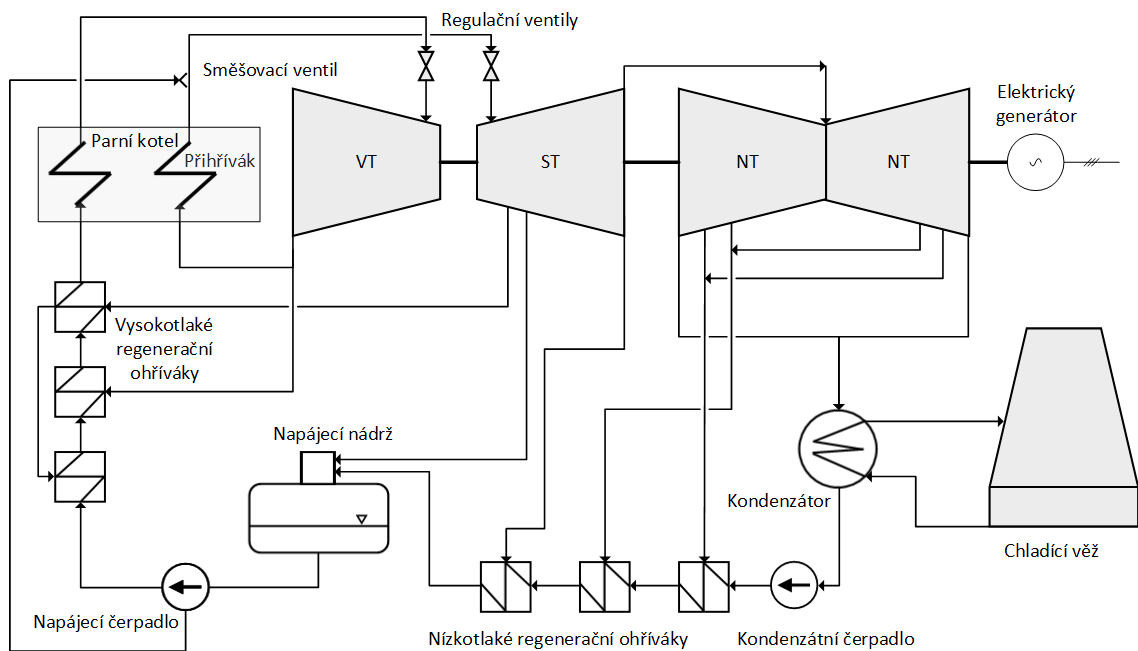 Regulační ventily
Směšovací ventil
Elektrický
generátor
Parní kotel
Přihřívák
VT
ST
NT
NT
Vysokotlaké
regenerační
ohříváky
Napájecí nádrž
Kondenzátor
Chladící věž
Napájecí čerpadlo
Nízkotlaké regenerační ohříváky
Kondenzátní čerpadlo